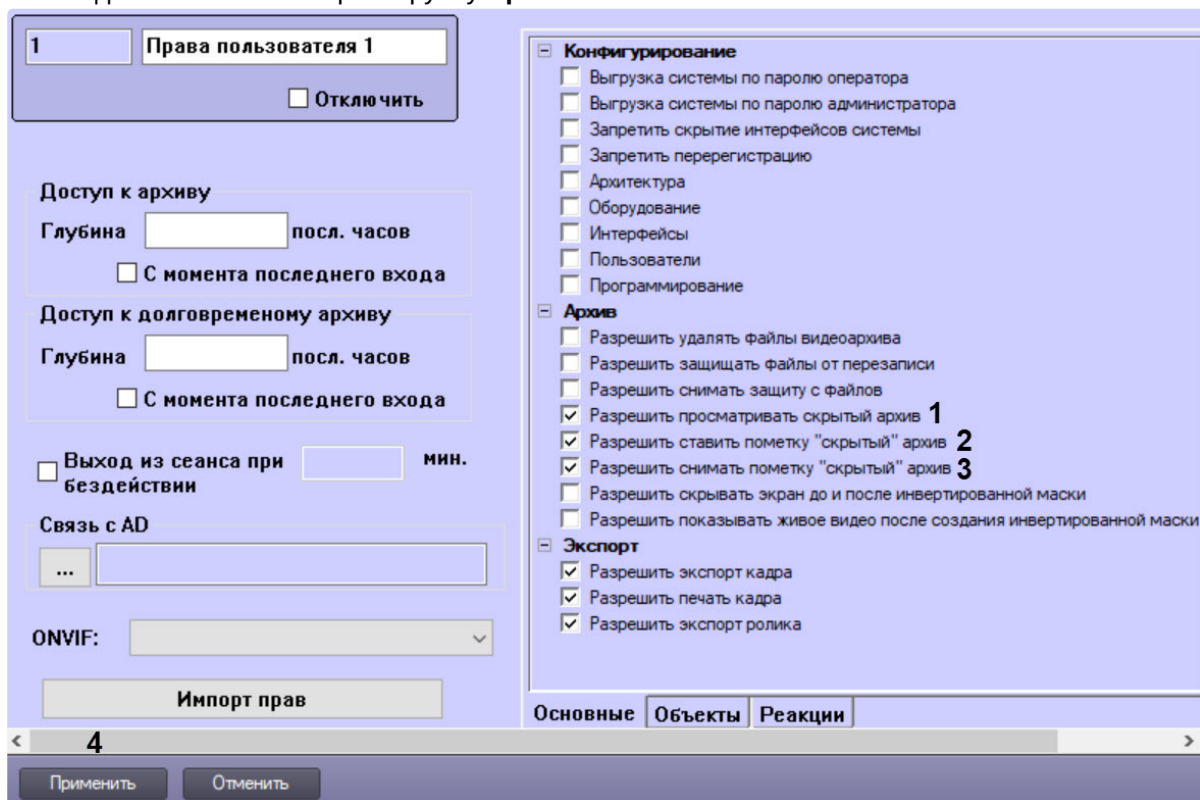 1 Права пользователя 1
Отключить
Доступ к архиву
Глубина посл. часов
С момента последнего входа
Доступ к долговременому архиву
Глубина посл. часов
С момента последнего входа
Выход из сеанса при мин.
бездействии
Связь с AD
...
ONVIF:
Импорт прав
Конфигурирование
Выгрузка системы по паролю оператора
Выгрузка системы по паролю администратора
Запретить скрытие интерфейсов системы
Запретить перерегистрацию
Архитектура
Оборудование
Интерфейсы
Пользователи
Программирование
Архив
Разрешить удалять файлы видеоархива
Разрешить защищать файлы от перезаписи
Разрешить снимать защиту с файлов
Разрешить просматривать скрытый архив 1
Разрешить ставить пометку "скрытый" архив 2
Разрешить снимать пометку "скрытый" архив 3
Разрешить скрывать экран до и после инвертированной маски
Разрешить показывать живое видео после создания инвертированной маски
Экспорт
Разрешить экспорт кадра
Разрешить печать кадра
Разрешить экспорт ролика
Основные Объекты Реакции
4
Применить Отменить